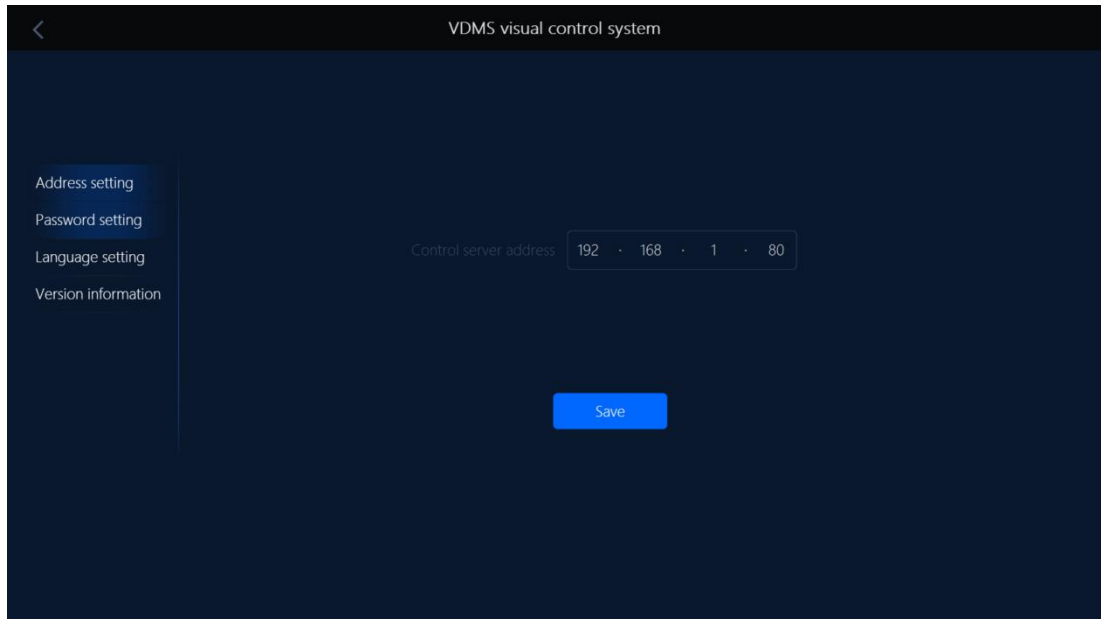 VDMS visual control system
Address setting
Password setting
Language setting
Version information
Control server address 192 · 168 · 1 · 80
Save